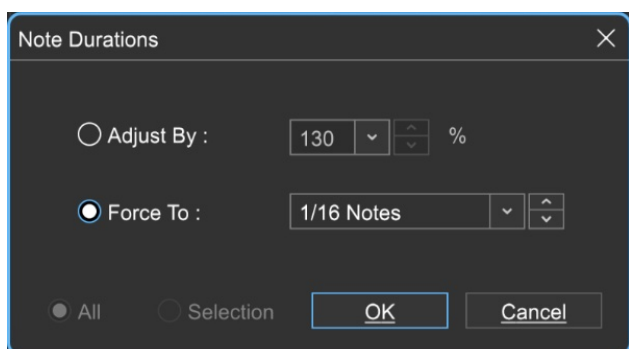 Note Durations
Adjust By : 130 %
Force To : 1/16 Notes
All Selection OK Cancel